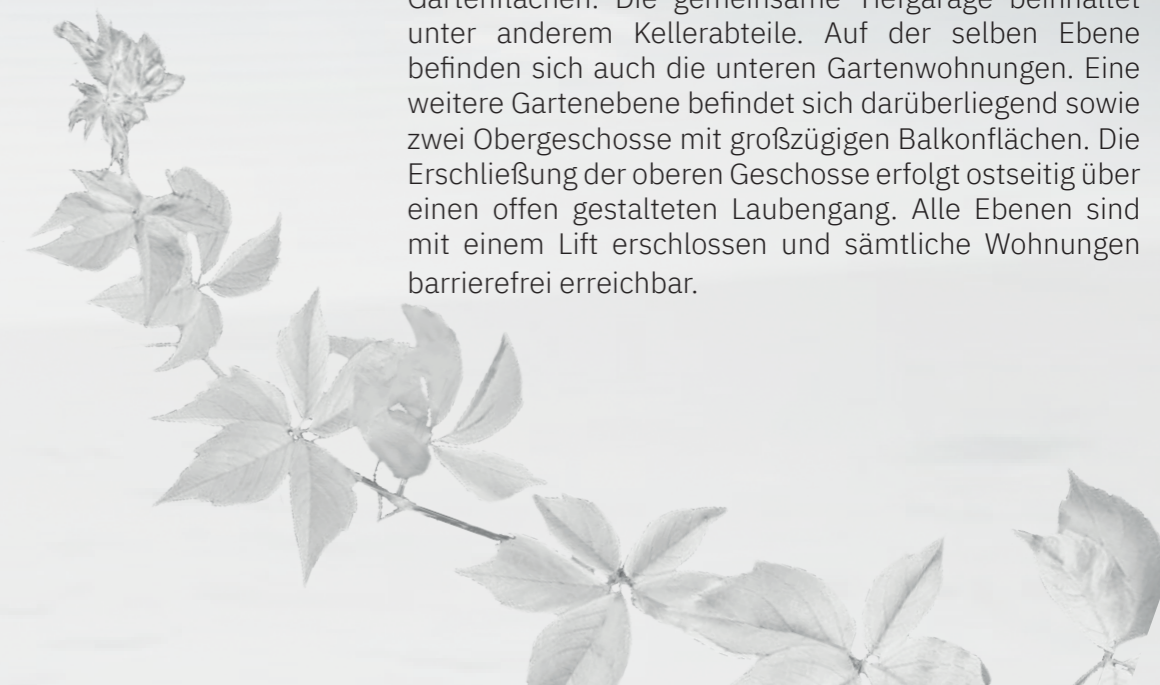 Gartenflächen. Die gemeinsame Tiefgarage beinhaltet
unter anderem Kellerabteile. Auf der selben Ebene
befinden sich auch die unteren Gartenwohnungen. Eine
weitere Gartenebene befindet sich darüberliegend sowie
zwei Obergeschosse mit großzügigen Balkonflächen. Die
Erschließung der oberen Geschosse erfolgt ostseitig über
einen offen gestalteten Laubengang. Alle Ebenen sind
mit einem Lift erschlossen und sämtliche Wohnungen
barrierefrei erreichbar.